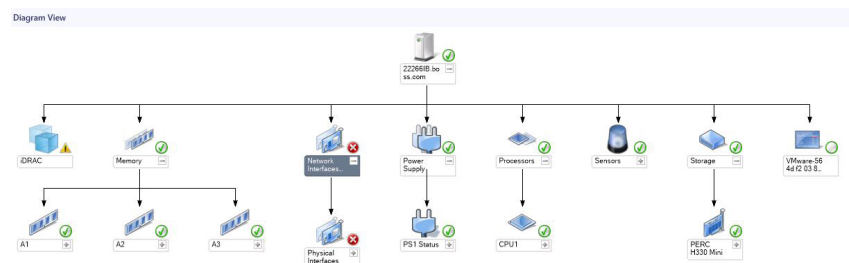 Diagram View
22266IB.bo
ss.com
iDRAC
Memory
Network
Interfaces...
Power
Supply
Processors
Sensors
Storage
VMware-56
4d f2 03 8...
A1
A2
A3
Physical
Interfaces
PS1 Status
CPU1
PERC
H330 Mini